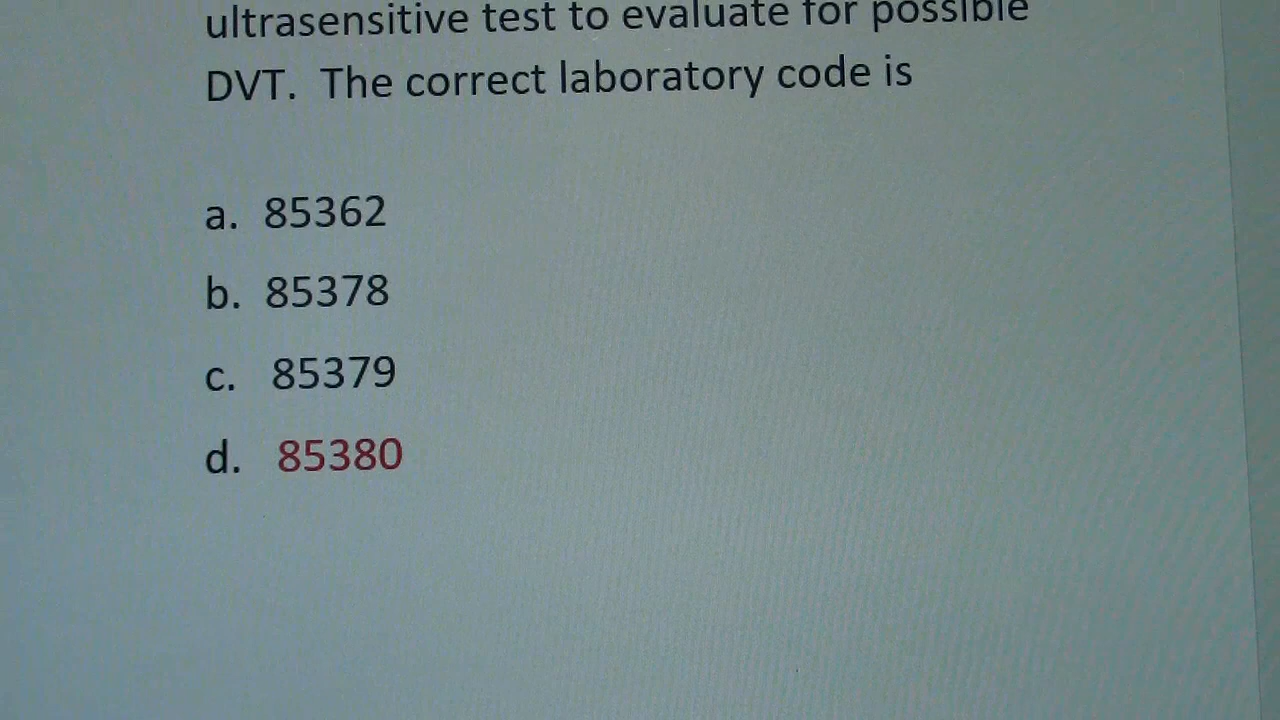 ultrasensitive test to evaluate for possible
DVT. The correct laboratory code is
a. 85362
b. 85378
c. 85379
d. 85380